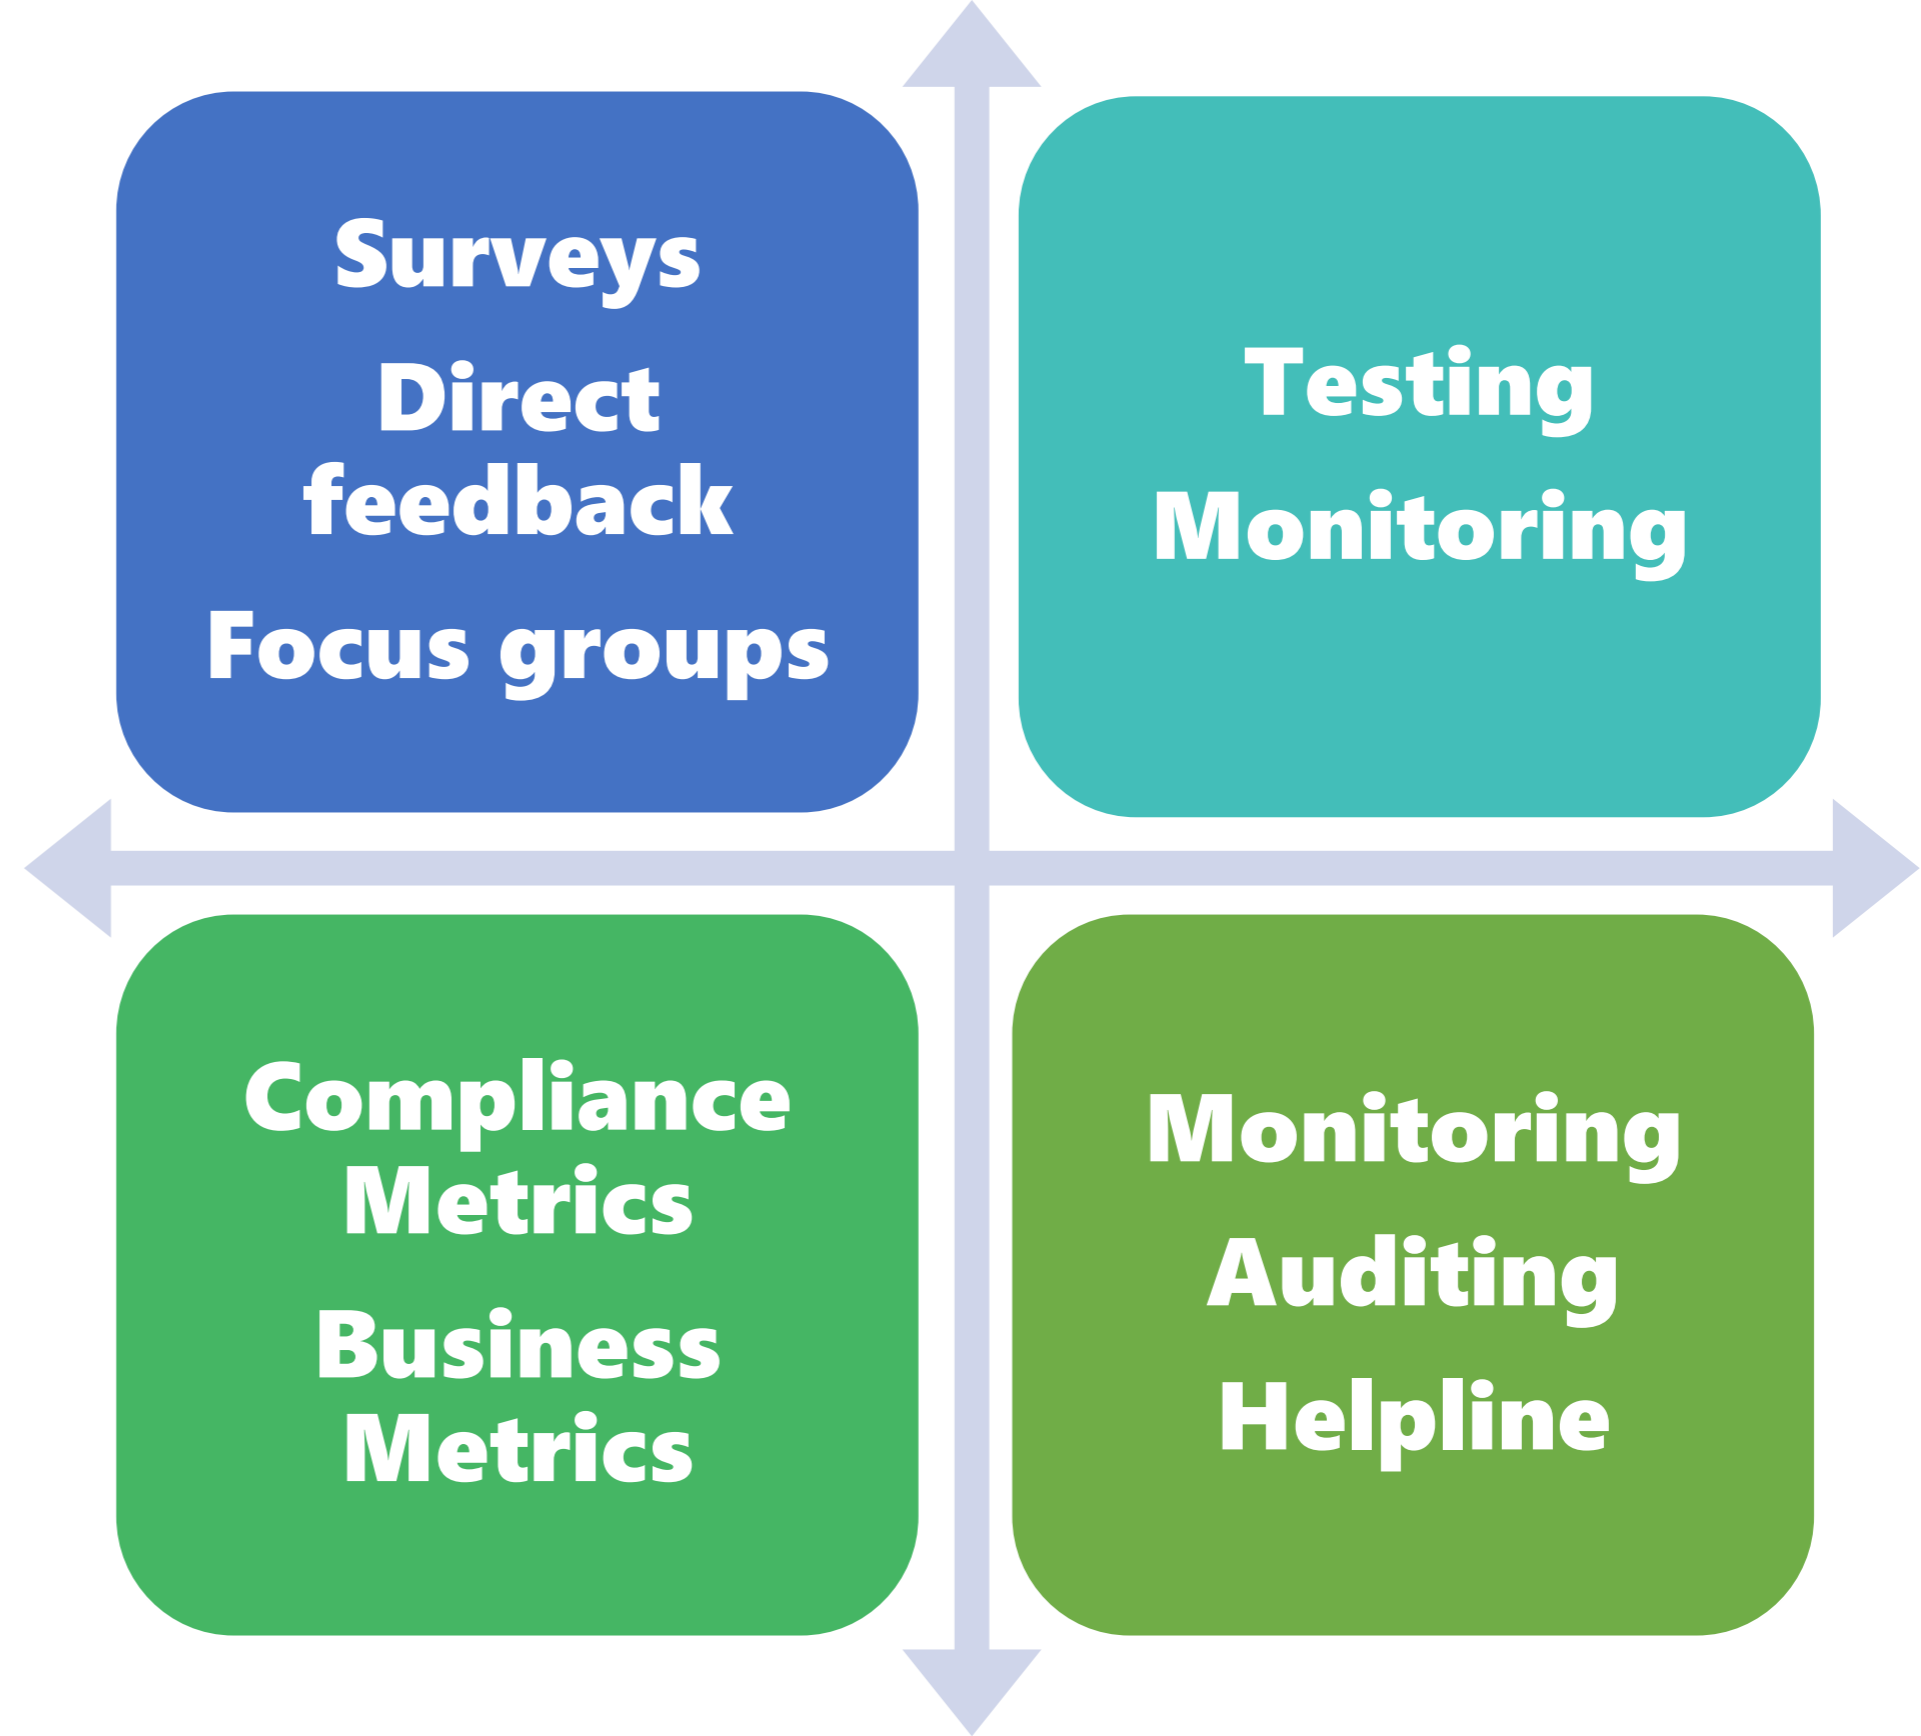 Surveys
Direct
feedback
Focus groups
Testing
Monitoring
Compliance
Metrics
Business
Metrics
Monitoring
Auditing
Helpline